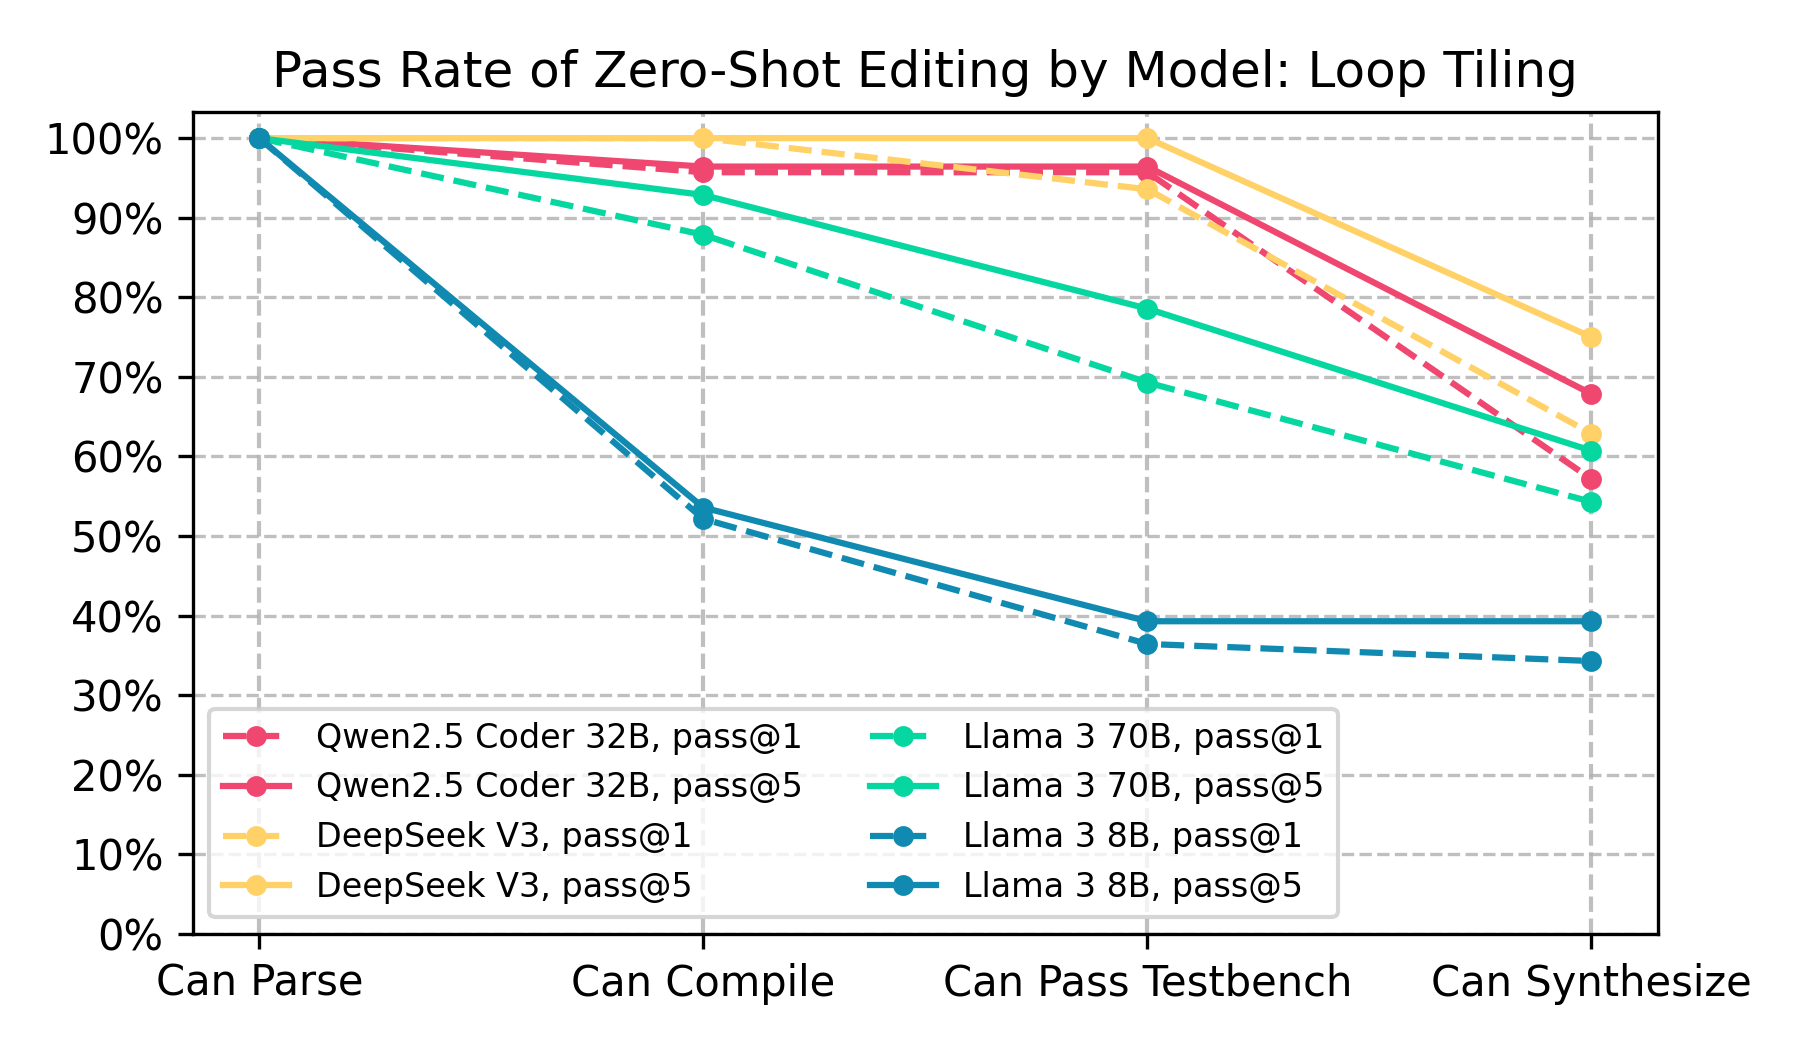 Pass Rate of Zero-Shot Editing by Model: Loop Tiling
100%
90%
80%
70%
60%
50%
40%
30%
20%
10%
0%
Qwen2.5 Coder 32B, pass@1
Qwen2.5 Coder 32B, pass@5
DeepSeek V3, pass@1
DeepSeek V3, pass@5
Llama 3 70B, pass@1
Llama 3 70B, pass@5
Llama 3 8B, pass@1
Llama 3 8B, pass@5
Can Parse
Can Compile
Can Pass Testbench
Can Synthesize